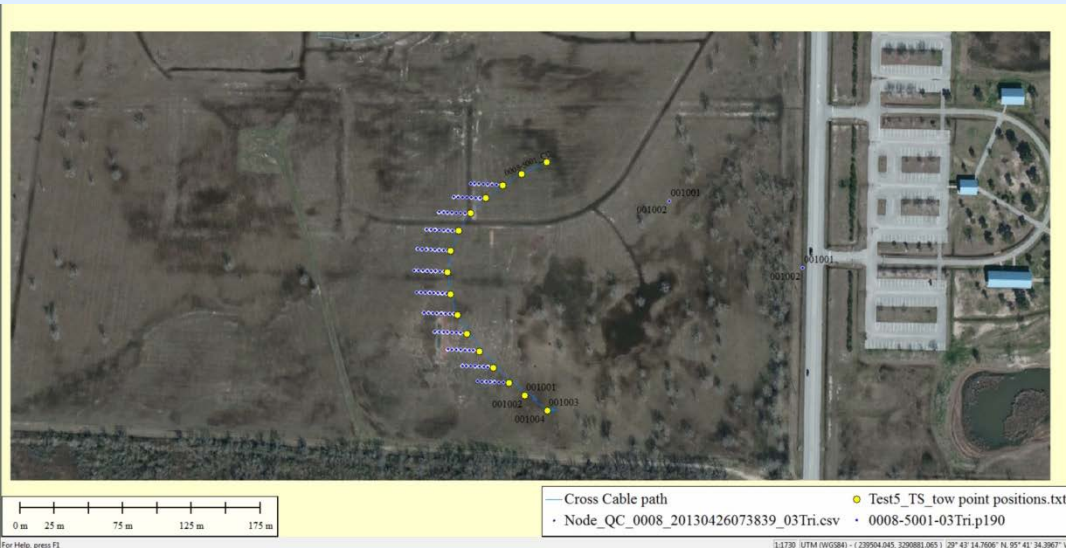 0008-5001_QC
001001
001002
001001
001002
001001
001002
001003
001004
0 m 25 m 75 m 125 m 175 m
Cross Cable path
Test5_TS_tow point positions.txt
Node_QC_0008_20130426073839_03Tri.csv
0008-5001-03Tri.p190
For Help, press F1
1:1730 UTM (WGS84) - ( 239504.045, 3290881.065 ) 29° 43' 14.7606" N, 95° 41' 34.3967"